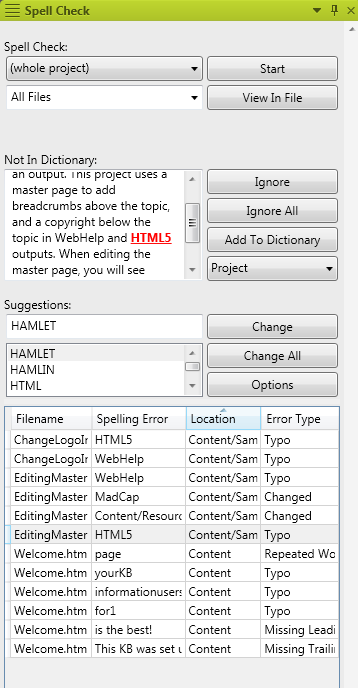 Spell Check
Spell Check:
(whole project)
Start
All Files
View In File
Not In Dictionary:
an output. This project uses a
master page to add
breadcrumbs above the topic,
and a copyright below the
topic in WebHelp and HTML5
outputs. When editing the
master page, you will see
Ignore
Ignore All
Add To Dictionary
Project
Suggestions:
HAMLET
Change
HAMLET
HAMLIN
HTML
Change All
Options
Filename Spelling Error Location Error Type
ChangeLogoIr HTML5 Content/Sam Typo
ChangeLogoIr WebHelp Content/Sam Typo
EditingMaster WebHelp Content/Sam Typo
EditingMaster MadCap Content/Sam Changed
EditingMaster Content/Resourc Content/Sam Changed
EditingMaster HTML5 Content/Sam Typo
Welcome.htm page Content Repeated Wo
Welcome.htm yourKB Content Typo
Welcome.htm informationusers Content Typo
Welcome.htm for1 Content Typo
Welcome.htm is the best! Content Missing Leadi
Welcome.htm This KB was set u Content Missing Trailin